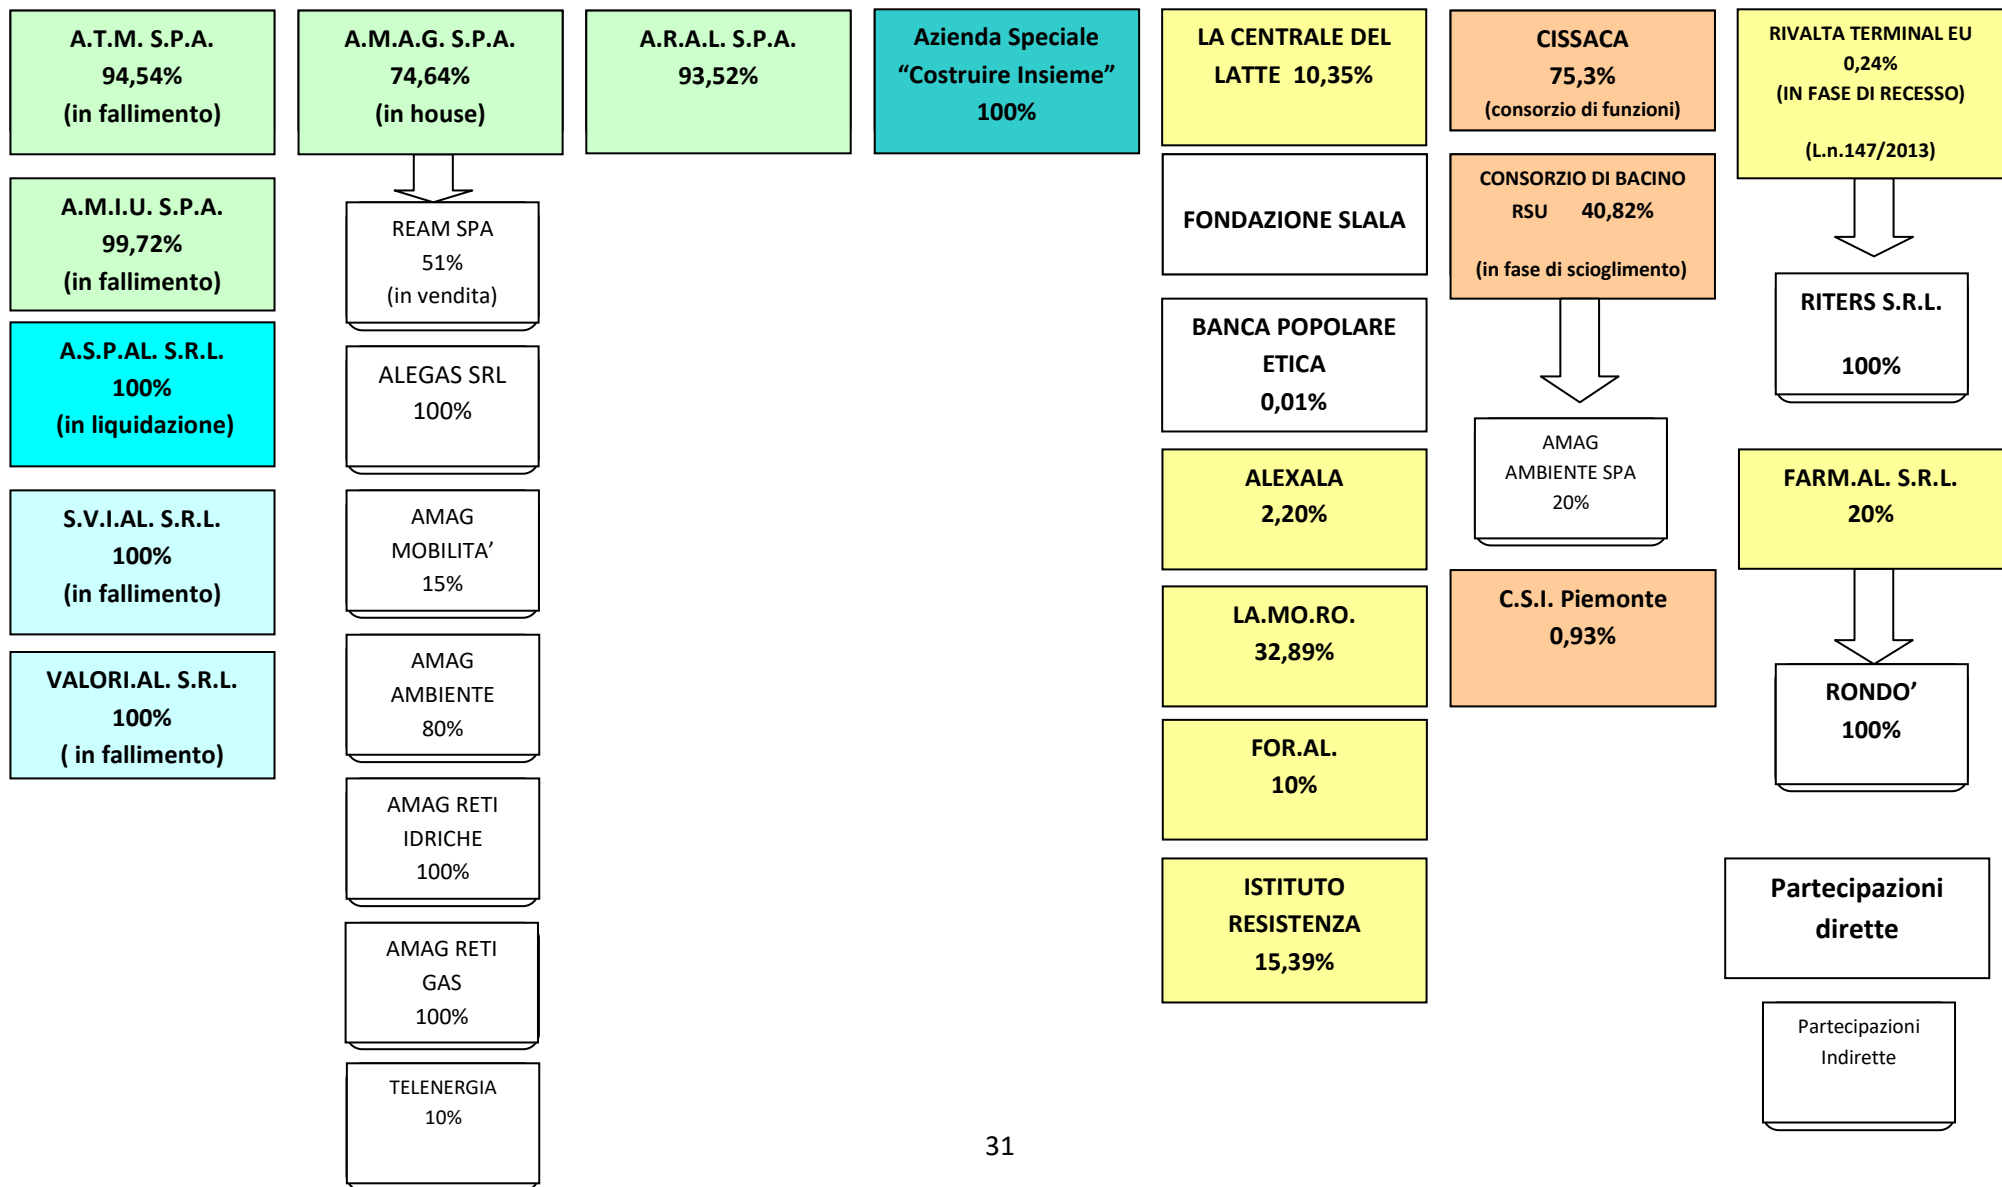 A.T.M. S.P.A.
94,54%
(in fallimento)
A.M.I.U. S.P.A.
99,72%
(in fallimento)
A.S.P.AL. S.R.L.
100%
(in liquidazione)
S.V.I.AL. S.R.L.
100%
(in fallimento)
VALORI.AL. S.R.L.
100%
( in fallimento)
A.M.A.G. S.P.A.
74,64%
(in house)
REAM SPA
51%
(in vendita)
ALEGAS SRL
100%
AMAG
MOBILITA’
15%
AMAG
AMBIENTE
80%
AMAG RETI
IDRICHE
100%
AMAG RETI
GAS
100%
TELENERGIA
10%
A.R.A.L. S.P.A.
93,52%
Azienda Speciale
“Costruire Insieme”
100%
LA CENTRALE DEL
LATTE 10,35%
FONDAZIONE SLALA
BANCA POPOLARE
ETICA
0,01%
ALEXALA
2,20%
LA.MO.RO.
32,89%
FOR.AL.
10%
ISTITUTO
RESISTENZA
15,39%
CISSACA
75,3%
(consorzio di funzioni)
CONSORZIO DI BACINO
RSU 40,82%
(in fase di scioglimento)
AMAG
AMBIENTE SPA
20%
C.S.I. Piemonte
0,93%
RIVALTA TERMINAL EU
0,24%
(IN FASE DI RECESSO)
(L.n.147/2013)
RITERS S.R.L.
100%
FARM.AL. S.R.L.
20%
RONDO’
100%
Partecipazioni
dirette
Partecipazioni
Indirette
31